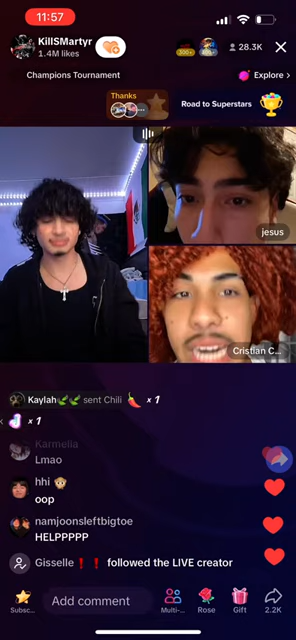 11:57
KillSMartyr
1.4M likes
300+
28.3K
Champions Tournament
Explore >
Thanks
Road to Superstars
jesus
Cristian C...
Kaylah🌿🌿 sent Chili 🌶️ x 1
x 1
Karmella
Lmao
hhi 🐵
oop
namjoonsleftbigtoe
HELPPPPP
Gisselle❗❗ followed the LIVE creator
Add comment
Subsc...
Multi-...
Rose
Gift
2.2K